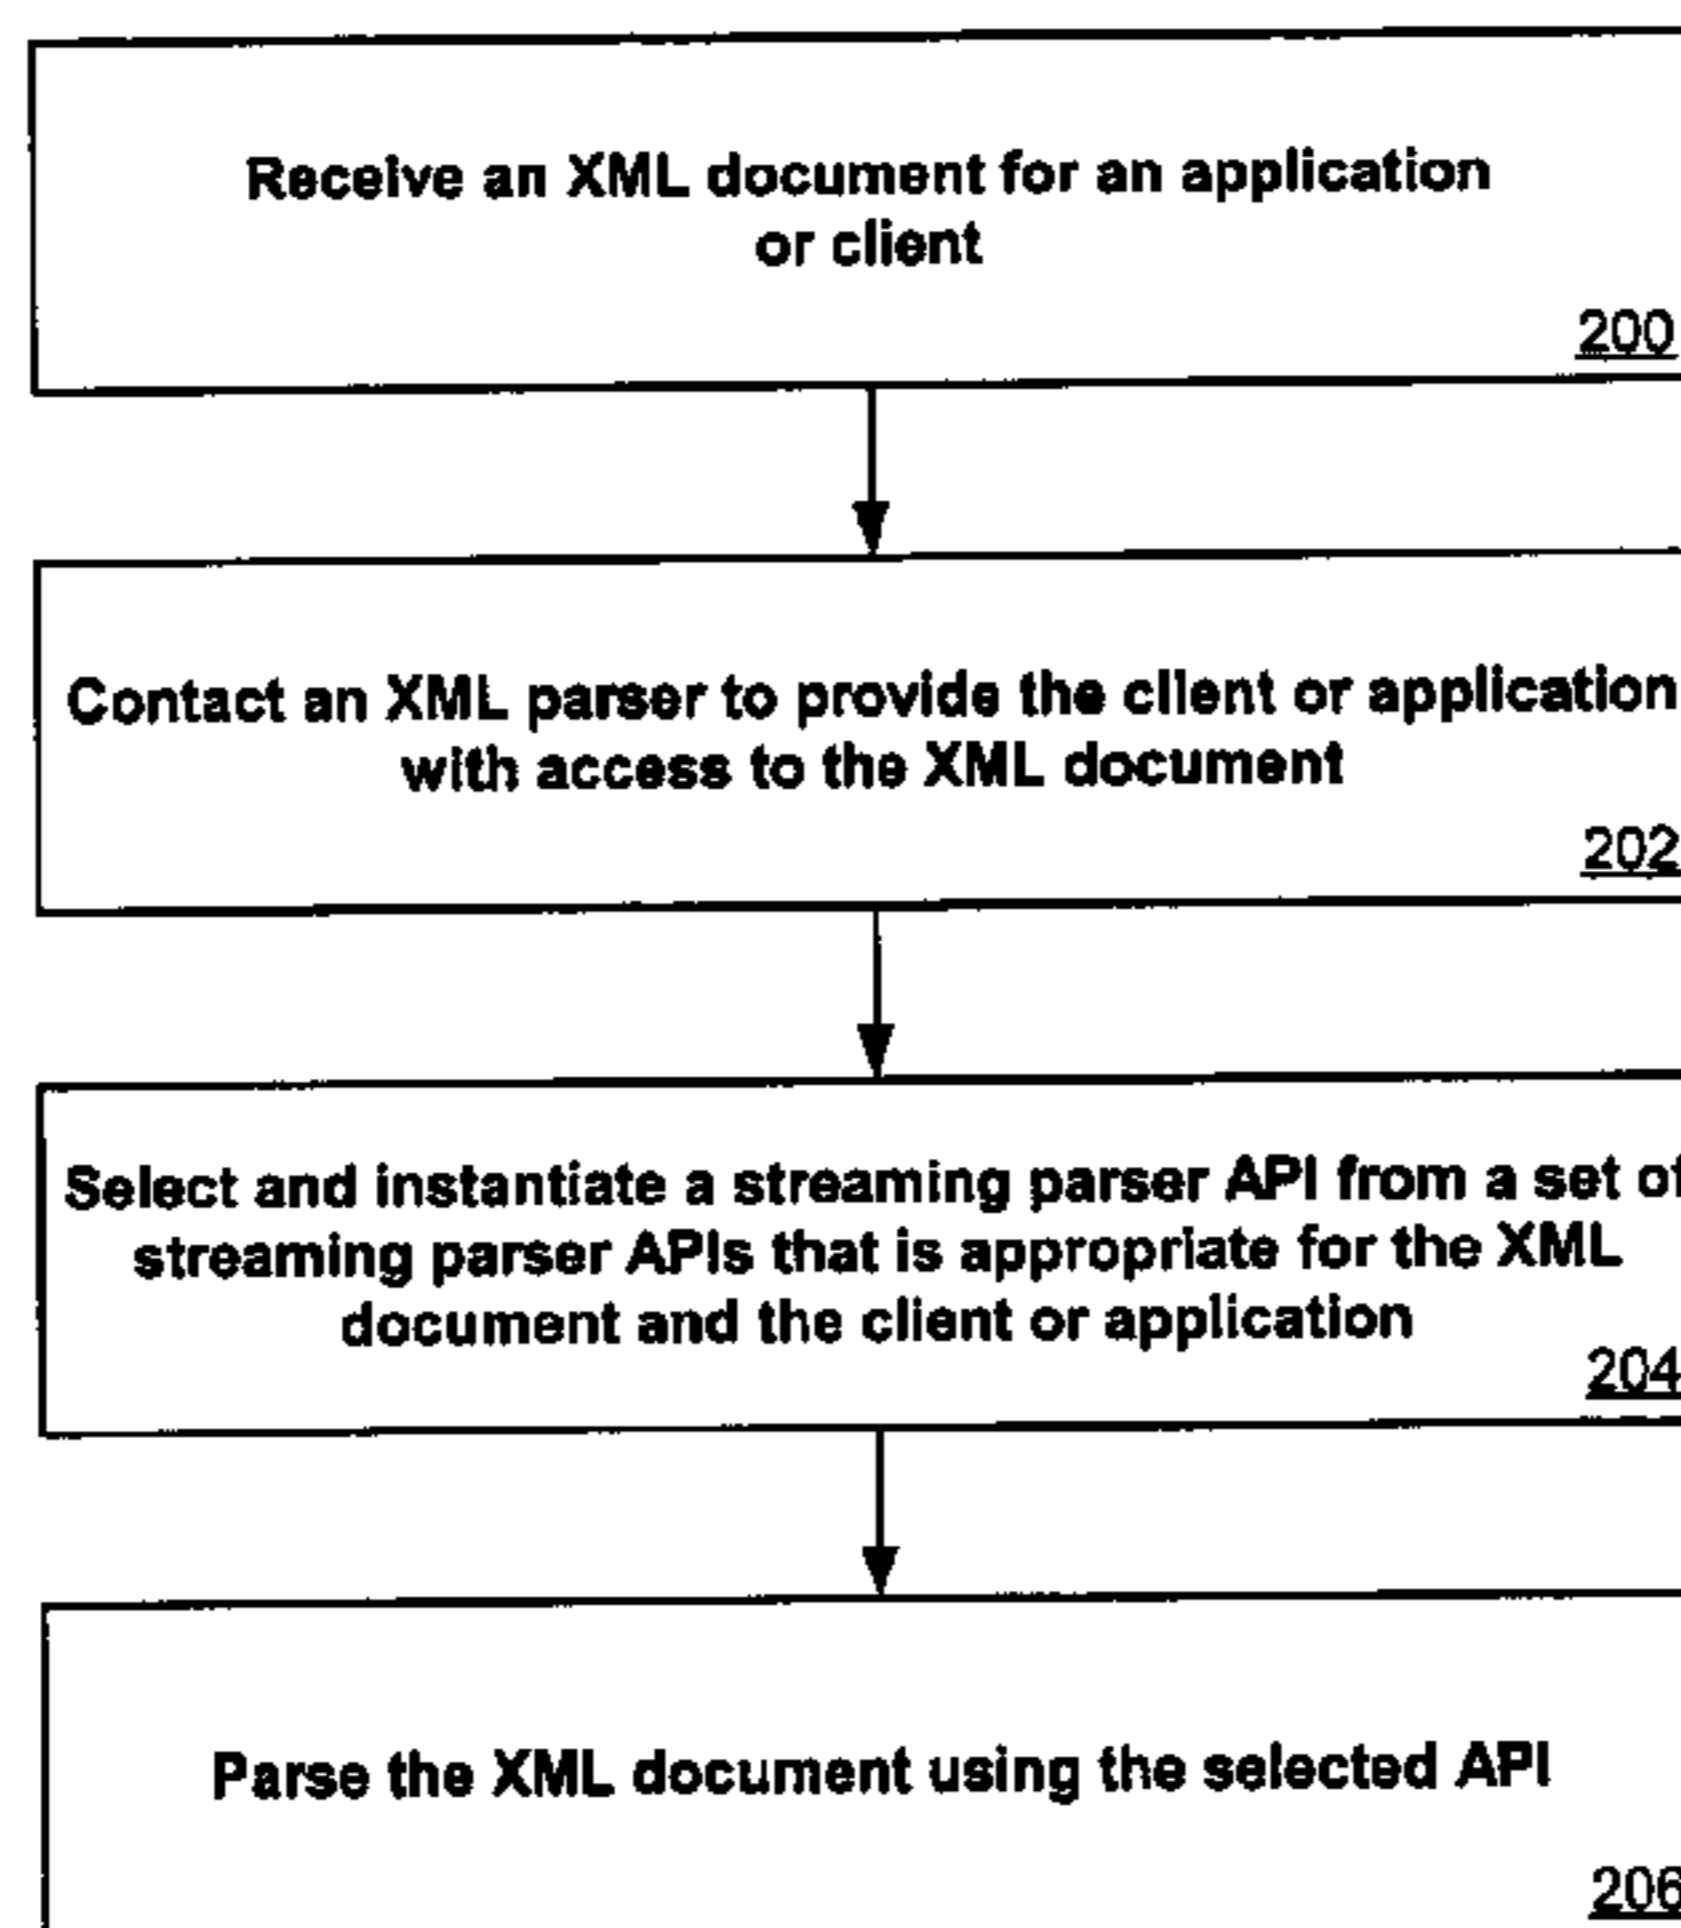 Receive an XML document for an application
or client
200
Contact an XML parser to provide the client or application
with access to the XML document
202
Select and instantiate a streaming parser API from a set of
streaming parser APIs that is appropriate for the XML
document and the client or application
204
Parse the XML document using the selected API
206